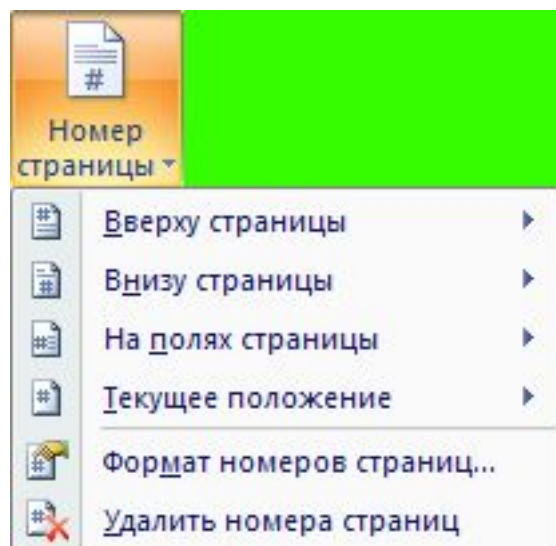 #
Номер
страницы
Вверху страницы
Внизу страницы
На полях страницы
Текущее положение
Формат номеров страниц...
Удалить номера страниц